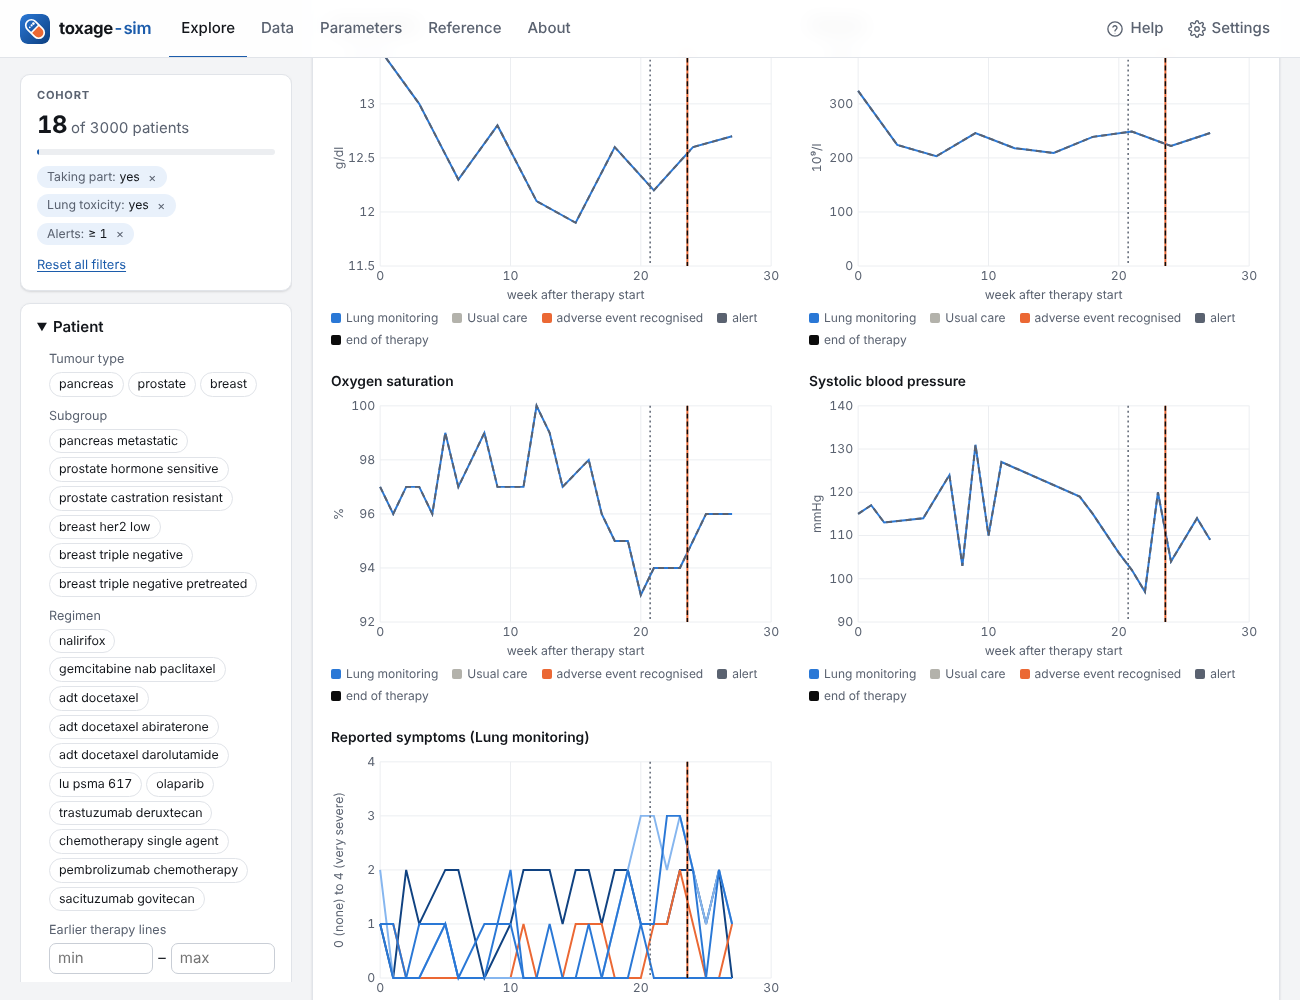 toxage-sim
Explore
Data
Parameters
Reference
About
Help
Settings
COHORT
18 of 3000 patients
Taking part: yes ×
Lung toxicity: yes ×
Alerts: ≥ 1 ×
Reset all filters
▼ Patient
Tumour type
pancreas
prostate
breast
Subgroup
pancreas metastatic
prostate hormone sensitive
prostate castration resistant
breast her2 low
breast triple negative
breast triple negative pretreated
Regimen
nalirifox
gemcitabine nab paclitaxel
adt docetaxel
adt docetaxel abiraterone
adt docetaxel darolutamide
lu psma 617
olaparib
trastuzumab deruxtecan
chemotherapy single agent
pembrolizumab chemotherapy
sacituzumab govitecan
Earlier therapy lines
min – max
g/dl
13
12.5
12
11.5
0 10 20 30
week after therapy start
Lung monitoring
Usual care
adverse event recognised
alert
end of therapy
10⁹/l
300
200
100
0
0 10 20 30
week after therapy start
Lung monitoring
Usual care
adverse event recognised
alert
end of therapy
Oxygen saturation
%
100
98
96
94
92
0 10 20 30
week after therapy start
Lung monitoring
Usual care
adverse event recognised
alert
end of therapy
Systolic blood pressure
mmHg
140
130
120
110
100
90
0 10 20 30
week after therapy start
Lung monitoring
Usual care
adverse event recognised
alert
end of therapy
Reported symptoms (Lung monitoring)
0 (none) to 4 (very severe)
4
3
2
1
0
0 10 20 30